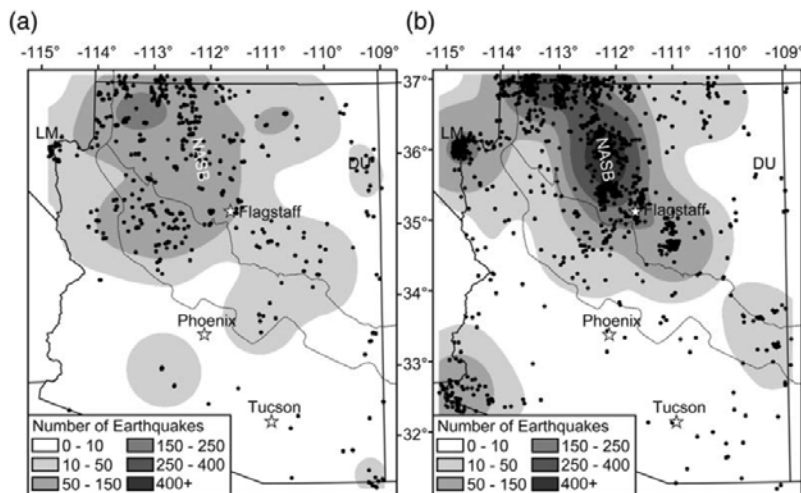 (a)
(b)
-115° -114° -113° -112° -111° -110° -109°
-115° -114° -113° -112° -111° -110° -109°
37°
36°
35°
34°
33°
32°
LM
NASB
DU
Flagstaff
Phoenix
Tucson
Number of Earthquakes
0 - 10 150 - 250
10 - 50 250 - 400
50 - 150 400+
LM
NASB
DU
Flagstaff
Phoenix
Tucson
Number of Earthquakes
0 - 10 150 - 250
10 - 50 250 - 400
50 - 150 400+